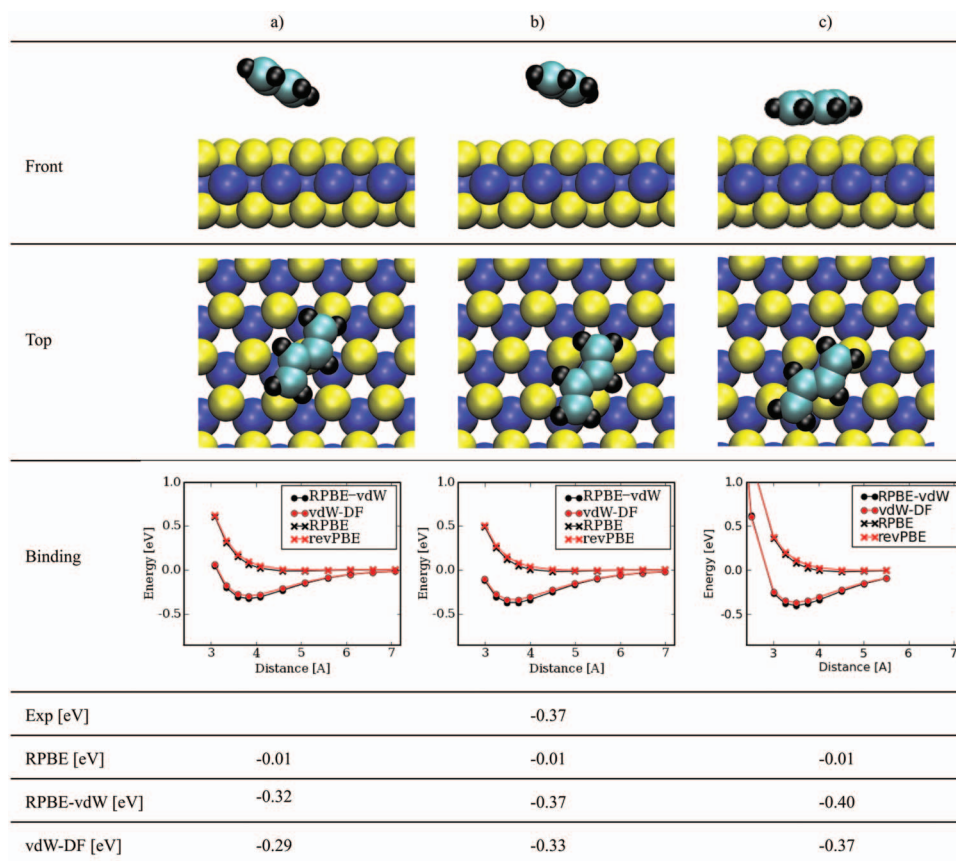 a) b) c)
Front
Top
Binding
1.0
0.5
0.0
-0.5
Energy [eV]
3 4 5 6 7
Distance [A]
RPBE-vdW
vdW-DF
RPBE
revPBE
1.0
0.5
0.0
-0.5
Energy [eV]
3 4 5 6 7
Distance [A]
RPBE-vdW
vdW-DF
RPBE
revPBE
1.0
0.5
0.0
-0.5
Energy [eV]
3 4 5 6 7
Distance [A]
RPBE-vdW
vdW-DF
RPBE
revPBE
Exp [eV] -0.37
RPBE [eV] -0.01 -0.01 -0.01
RPBE-vdW [eV] -0.32 -0.37 -0.40
vdW-DF [eV] -0.29 -0.33 -0.37